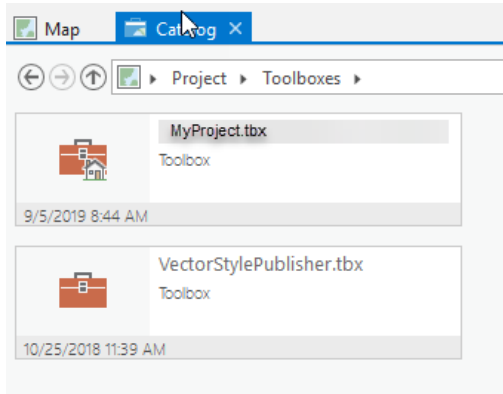 Map
Catalog
Project Toolboxes
MyProject.tbx
Toolbox
9/5/2019 8:44 AM
VectorStylePublisher.tbx
Toolbox
10/25/2018 11:39 AM